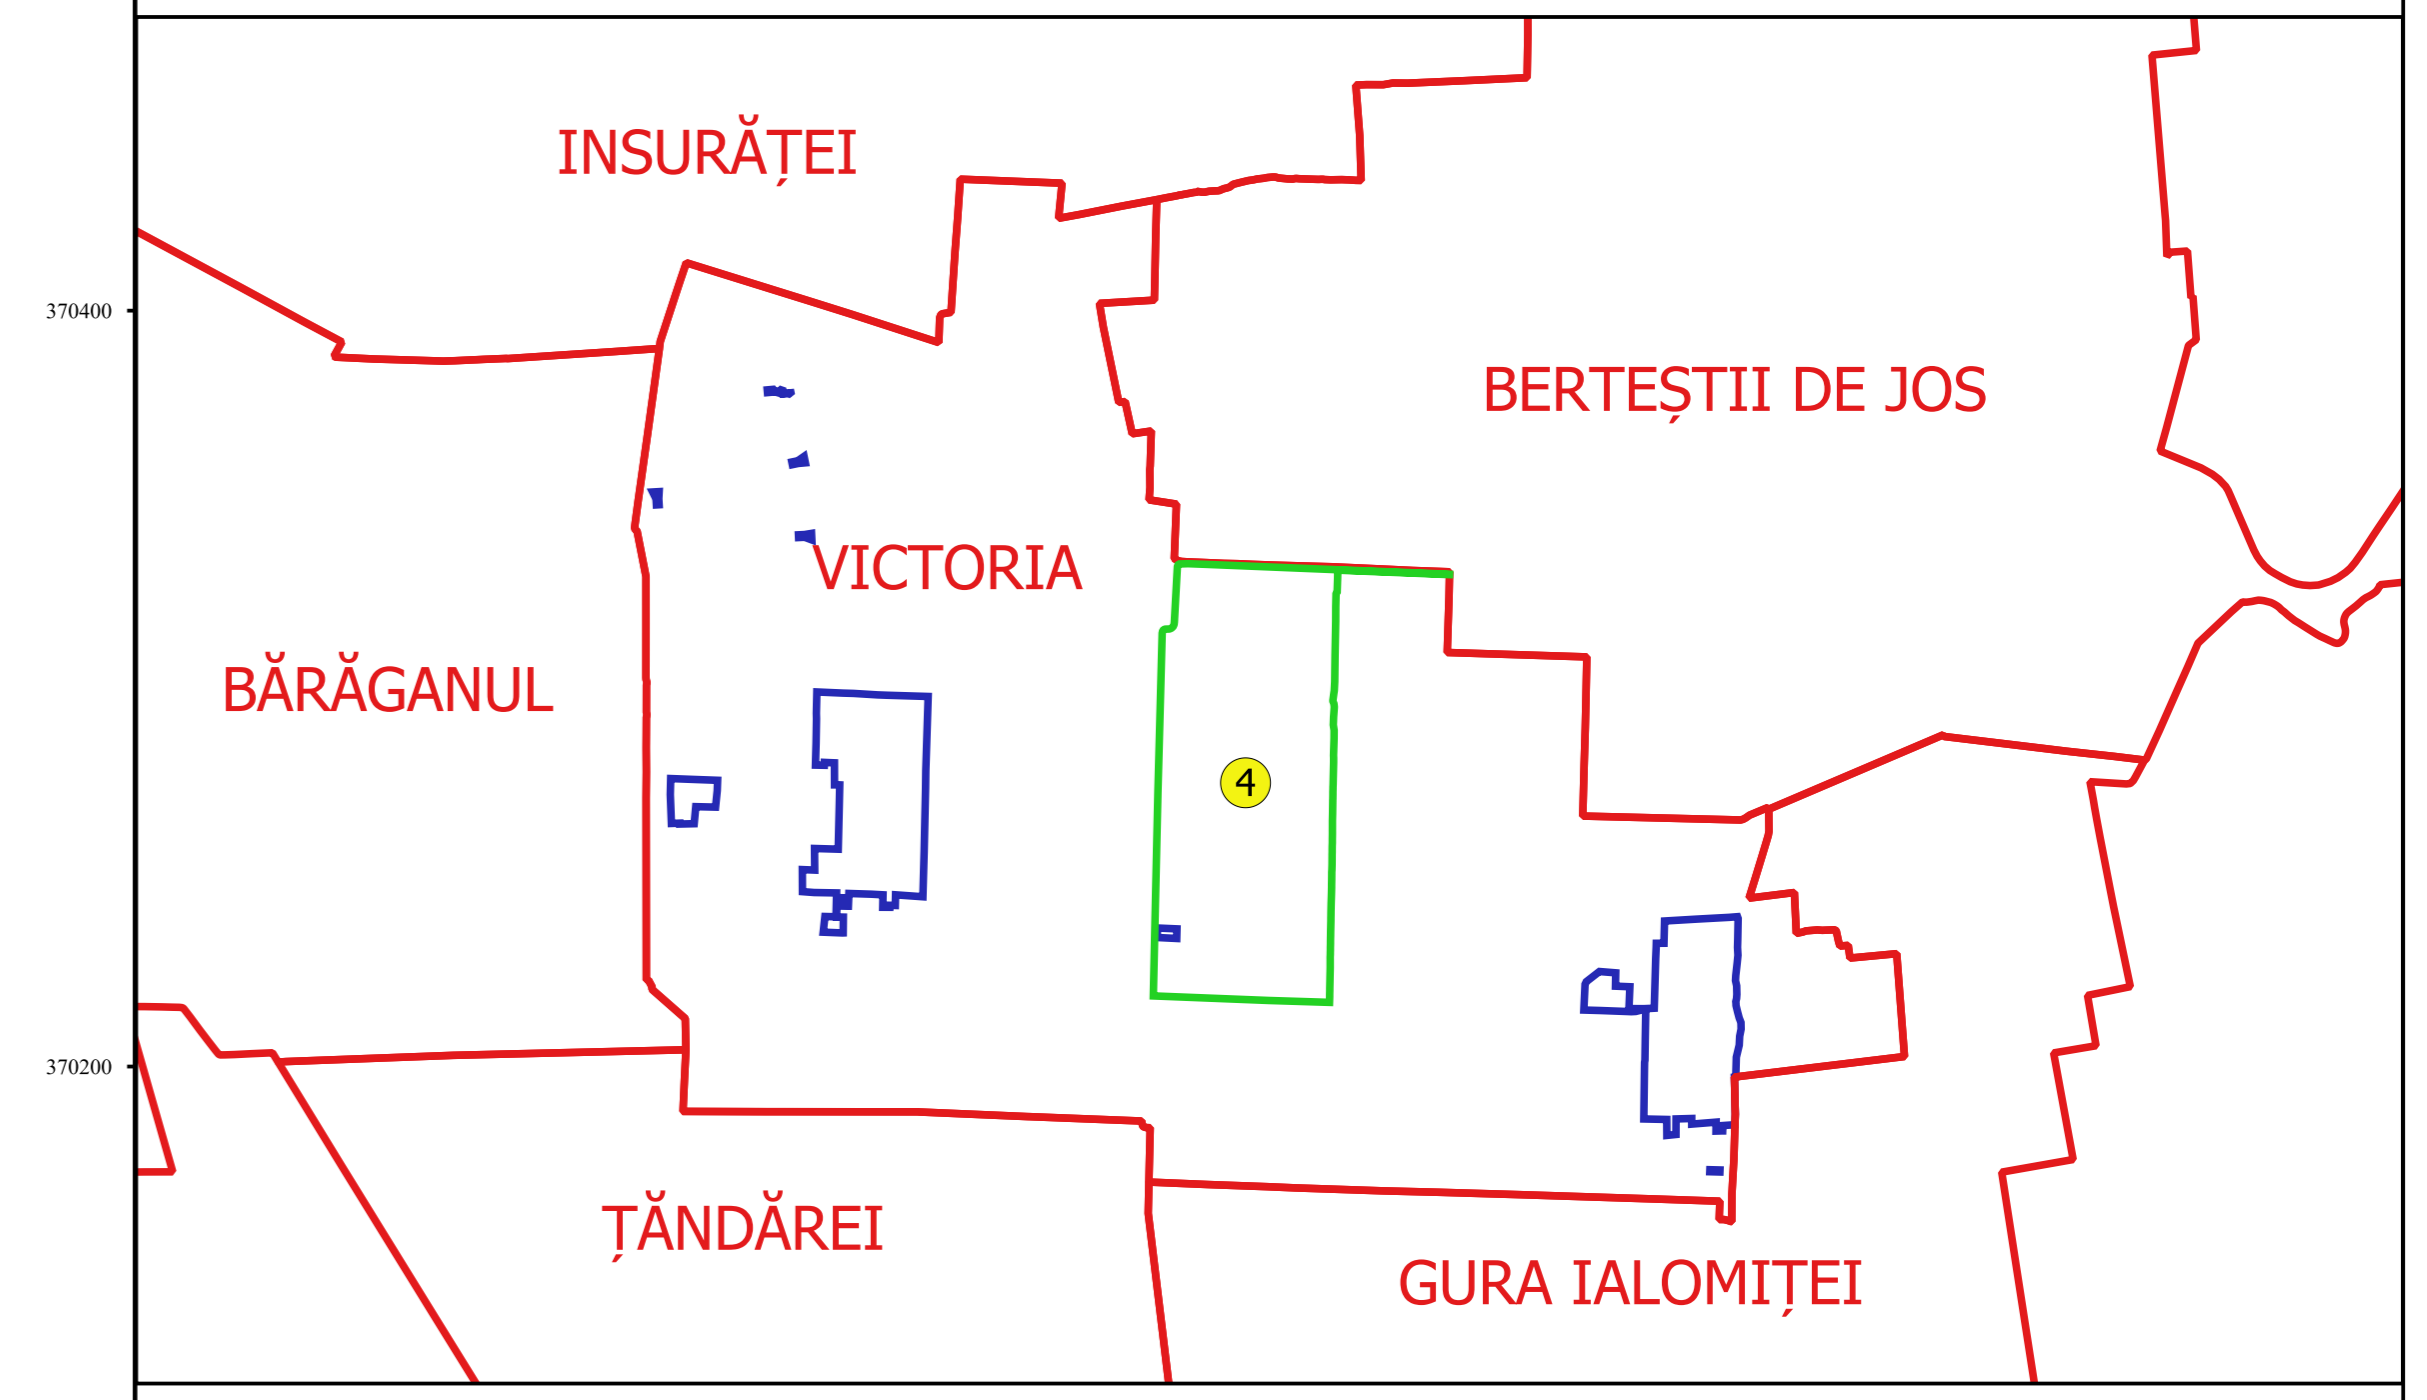 INSURĂȚEI
370400
BERTEȘTII DE JOS
VICTORIA
BĂRĂGANUL
4
370200
ȚĂNDĂREI
GURA IALOMIȚEI